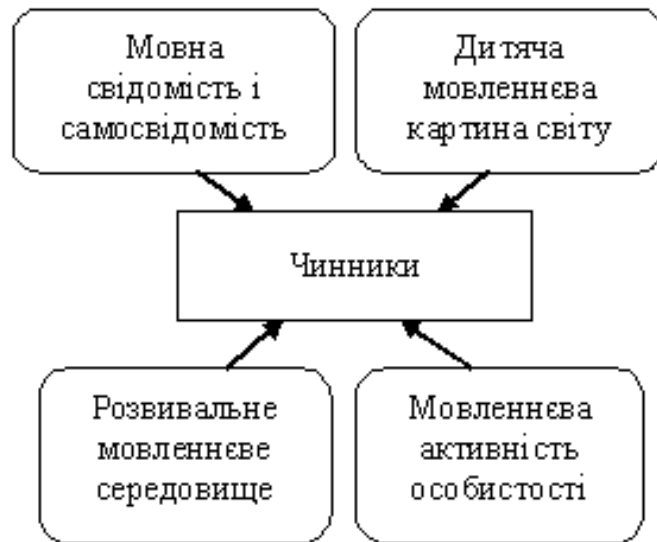 Мовна
свідомість і
самосвідомість
Дитяча
мовленнєва
картина світу
Чинники
Розвивальне
мовленнєве
середовище
Мовленнєва
активність
особистості